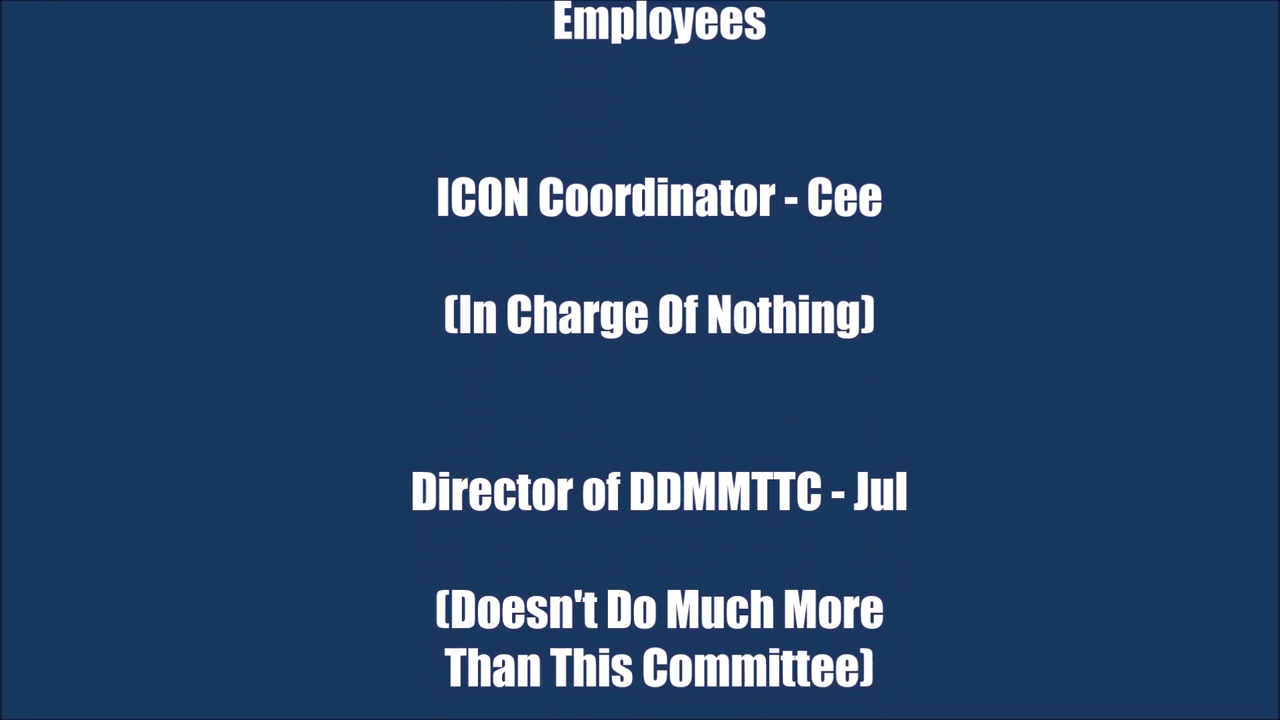 Employees
ICON Coordinator - Cee
(In Charge Of Nothing)
Director of DDMMTTC - Jul
(Doesn't Do Much More
Than This Committee)